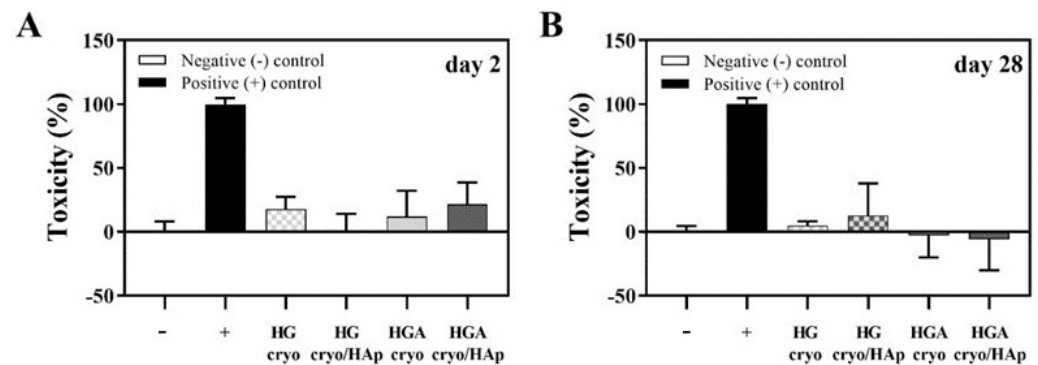 A
150
100
50
0
-50
Toxicity (%)
Negative (-) control
Positive (+) control
day 2
-
+
HG
cryo
HG
cryo/HAp
HGA
cryo
HGA
cryo/HAp
B
150
100
50
0
-50
Toxicity (%)
Negative (-) control
Positive (+) control
day 28
-
+
HG
cryo
HG
cryo/HAp
HGA
cryo
HGA
cryo/HAp